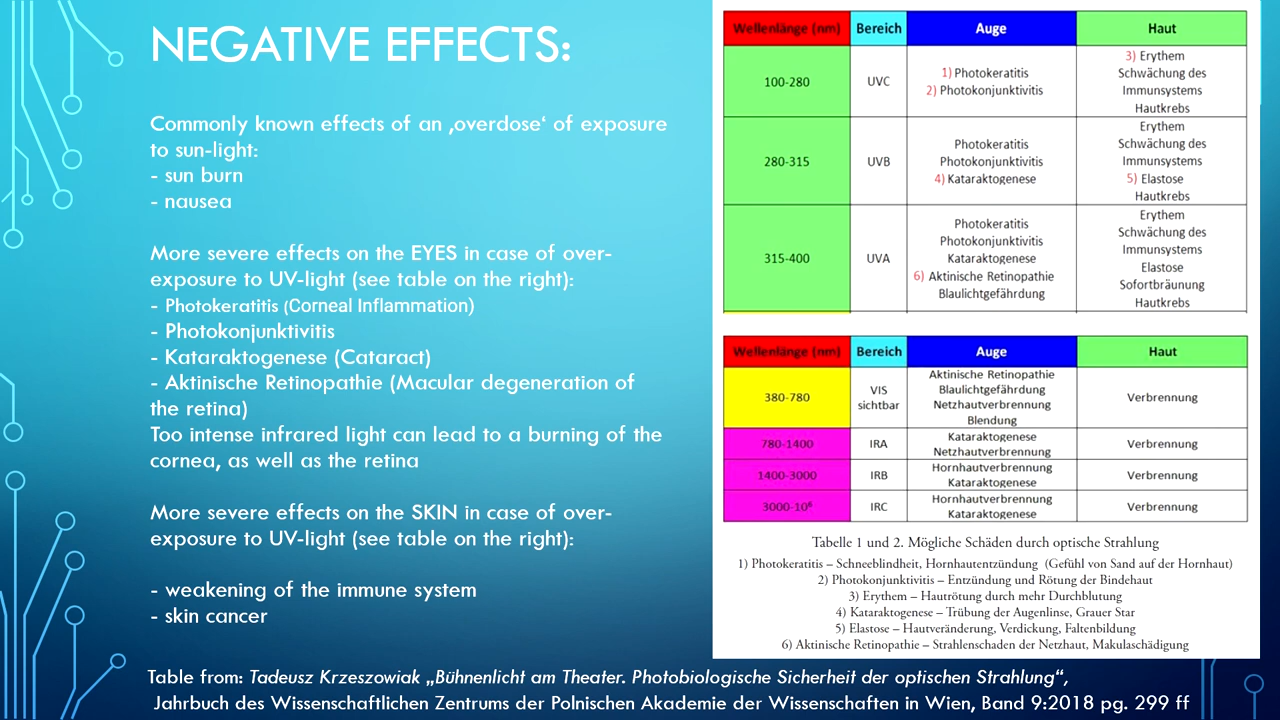 NEGATIVE EFFECTS:
Commonly known effects of an ‚overdose‘ of exposure
to sun-light:
- sun burn
- nausea
More severe effects on the EYES in case of over-
exposure to UV-light (see table on the right):
- Photokeratitis (Corneal Inflammation)
- Photokonjunktivitis
- Kataraktogenese (Cataract)
- Aktinische Retinopathie (Macular degeneration of
the retina)
Too intense infrared light can lead to a burning of the
cornea, as well as the retina
More severe effects on the SKIN in case of over-
exposure to UV-light (see table on the right):
- weakening of the immune system
- skin cancer
Wellenlänge (nm) Bereich Auge Haut
100-280 UVC
1) Photokeratitis
2) Photokonjunktivitis
3) Erythem
Schwächung des
Immunsystems
Hautkrebs
280-315 UVB
Photokeratitis
Photokonjunktivitis
4) Kataraktogenese
Erythem
Schwächung des
Immunsystems
5) Elastose
Hautkrebs
315-400 UVA
Photokeratitis
Photokonjunktivitis
Kataraktogenese
6) Aktinische Retinopathie
Blaulichtgefährdung
Erythem
Schwächung des
Immunsystems
Elastose
Sofortbräunung
Hautkrebs
Wellenlänge (nm) Bereich Auge Haut
380-780
VIS
sichtbar
Aktinische Retinopathie
Blaulichtgefährdung
Netzhautverbrennung
Blendung
Verbrennung
780-1400 IRA
Kataraktogenese
Netzhautverbrennung
Verbrennung
1400-3000 IRB
Hornhautverbrennung
Kataraktogenese
Verbrennung
3000-10⁶ IRC
Hornhautverbrennung
Kataraktogenese
Verbrennung
Tabelle 1 und 2. Mögliche Schäden durch optische Strahlung
1) Photokeratitis – Schneeblindheit, Hornhautentzündung (Gefühl von Sand auf der Hornhaut)
2) Photokonjunktivitis – Entzündung und Rötung der Bindehaut
3) Erythem – Hautrötung durch mehr Durchblutung
4) Kataraktogenese – Trübung der Augenlinse, Grauer Star
5) Elastose – Hautveränderung, Verdickung, Faltenbildung
6) Aktinische Retinopathie – Strahlenschaden der Netzhaut, Makulaschädigung
Table from: Tadeusz Krzeszowiak „Bühnenlicht am Theater. Photobiologische Sicherheit der optischen Strahlung“,
Jahrbuch des Wissenschaftlichen Zentrums der Polnischen Akademie der Wissenschaften in Wien, Band 9:2018 pg. 299 ff